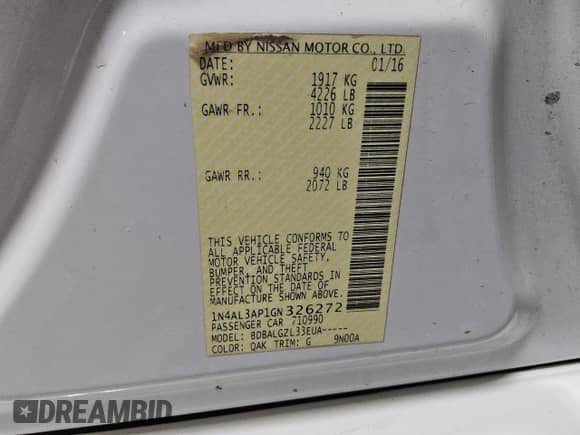 MFD BY NISSAN MOTOR CO., LTD.
DATE: 01/16
GVWR: 1917 KG
4226 LB
GAWR FR.: 1010 KG
2227 LB
GAWR RR.: 940 KG
2072 LB
THIS VEHICLE CONFORMS TO
ALL APPLICABLE FEDERAL
MOTOR VEHICLE SAFETY,
BUMPER, AND THEFT
PREVENTION STANDARDS IN
EFFECT ON THE DATE OF
MANUFACTURE SHOWN ABOVE.
1N4AL3AP1GN326272
PASSENGER CAR 710990
MODEL: BDBALGZL33EUA-----
COLOR: QAK TRIM: G 9N00A
DREAMBID